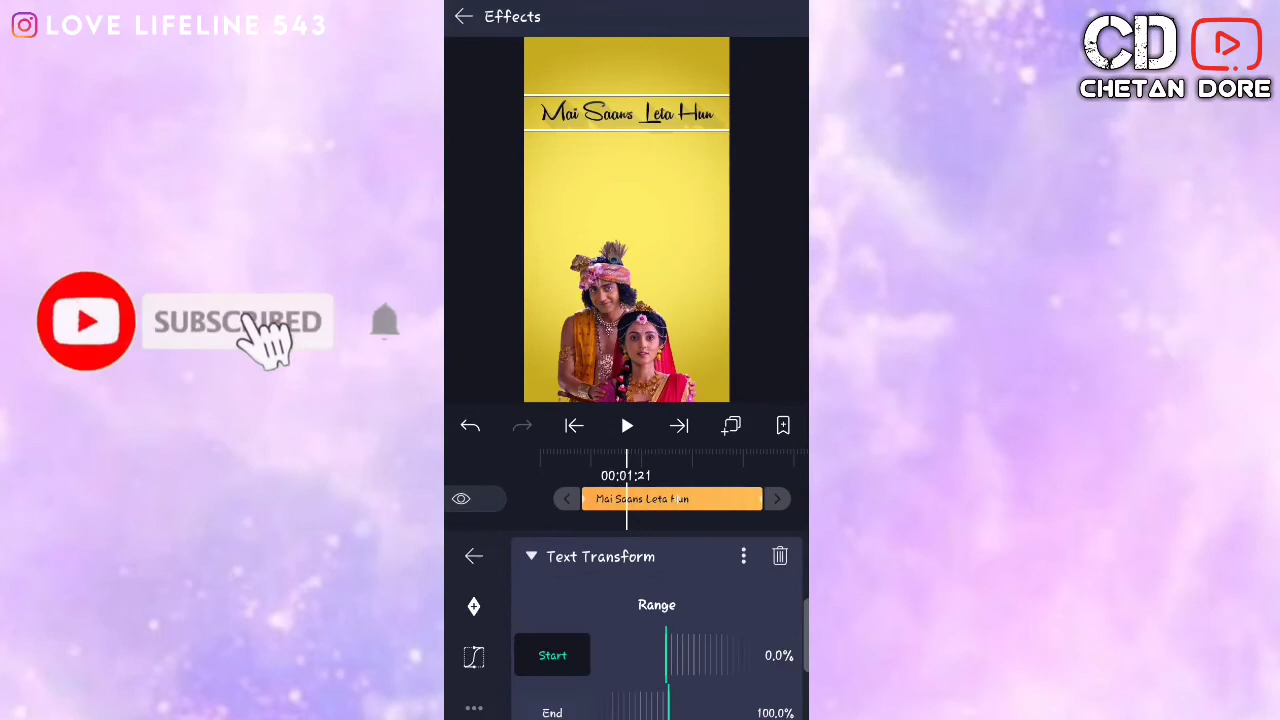 LOVE LIFELINE 543
Effects
CD
CHETAN DORE
Mai Saans Leta Hun
SUBSCRIBED
00:01:21
Mai Saans Leta Hun
Text Transform
Range
Start
0.0%
End
100.0%